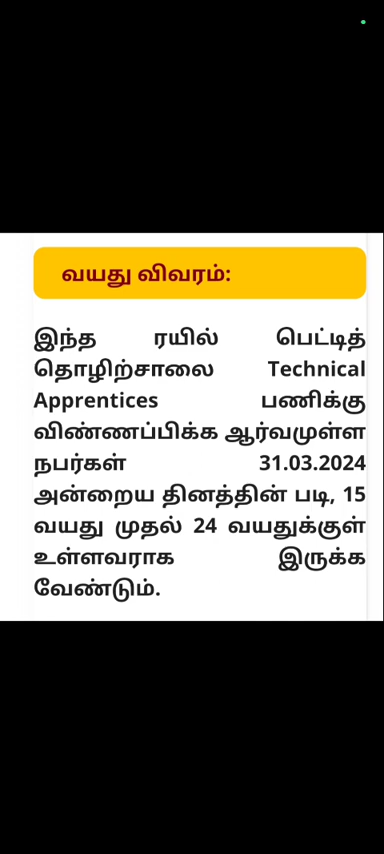 வயது விவரம்:
இந்த ரயில் பெட்டித்
தொழிற்சாலை Technical
Apprentices பணிக்கு
விண்ணப்பிக்க ஆர்வமுள்ள
நபர்கள் 31.03.2024
அன்றைய தினத்தின் படி, 15
வயது முதல் 24 வயதுக்குள்
உள்ளவராக இருக்க
வேண்டும்.